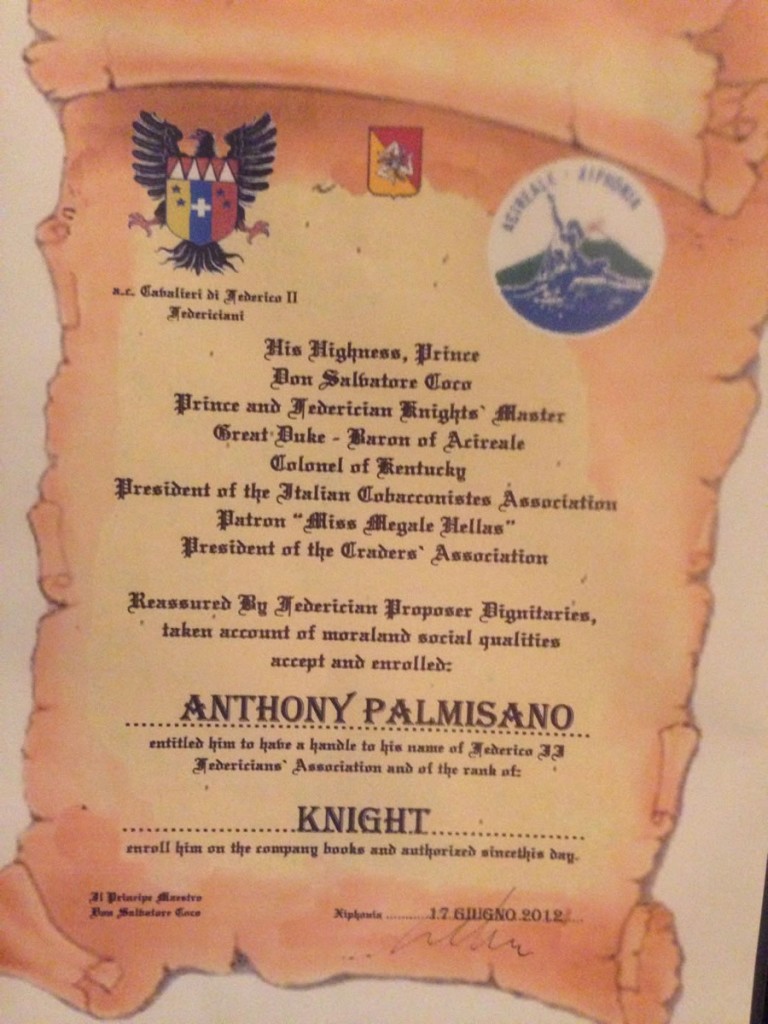 ACIREALE - XIPHONIA
a.c. Cavalieri di Federico II
Federiciani
His Highness, Prince
Don Salvatore Coco
Prince and Federician Knights` Master
Great Duke - Baron of Acireale
Colonel of Kentucky
President of the Italian Tobacconistes Association
Patron "Miss Megale Hellas"
President of the Traders` Association
Reassured By Federician Proposer Dignitaries,
taken account of moraland social qualities
accept and enrolled:
ANTHONY PALMISANO
entitled him to have a handle to his name of Federico II
Federicians` Association and of the rank of:
KNIGHT
enroll him on the company books and authorized sincethis day.
Il Principe Maestro
Don Salvatore Coco
Xiphonia ............17 GIUGNO 2012....